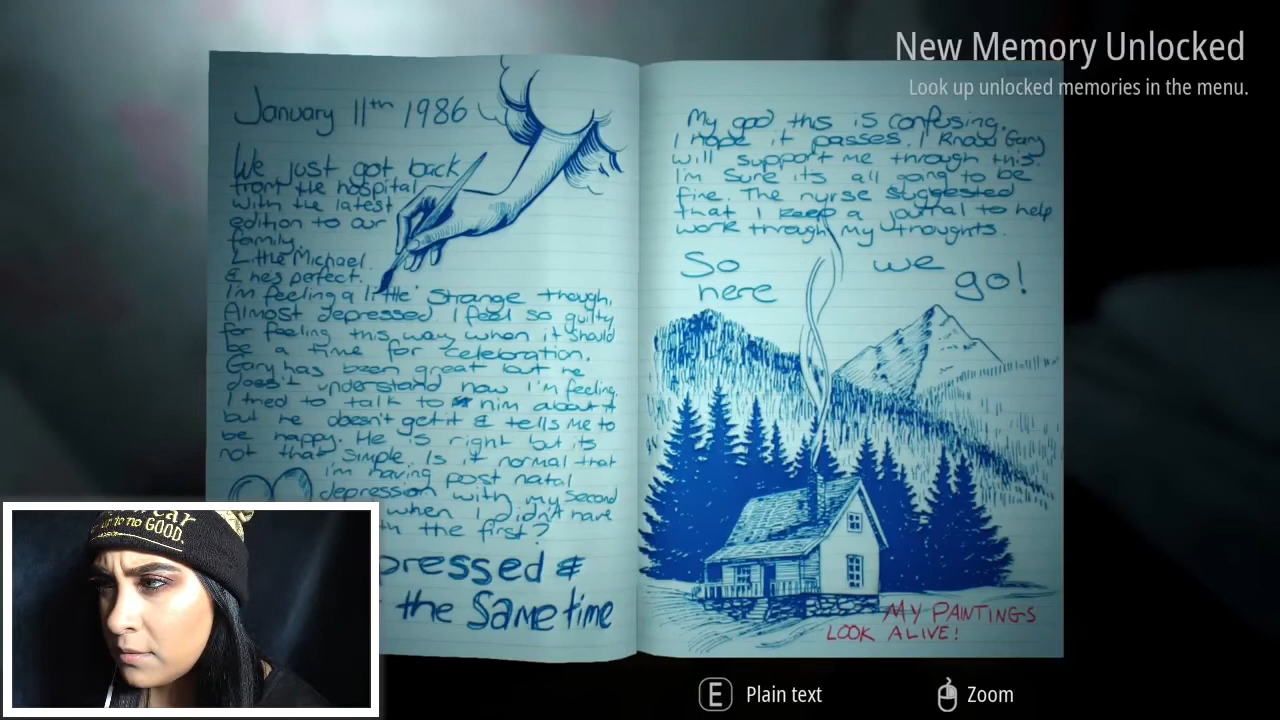 New Memory Unlocked
Look up unlocked memories in the menu.
January 11th 1986
We just got back
from the hospital
with the latest
edition to our
family.
Little Michael.
& hes perfect.
I'm feeling a little strange though,
Almost depressed I feel so guilty
for feeling this way when it should
be a time for celebration.
Gary has been great but he
does't understand how I'm feeling.
I tried to talk to him about it
but he doesn't get it & tells me to
be happy. He is right but its
not that simple. Is it normal that
i'm having post natal
depression with my second
when I didn't have
the first?
pressed &
the same time
My god this is confusing.
I hope it passes. I know Gary
will support me through this.
I'm sure its all going to be
fine. The nurse suggested
that I keep a journal to help
work through my thoughts.
So we go!
here
MY PAINTINGS
LOOK ALIVE!
to no GOOD.
E Plain text
Zoom